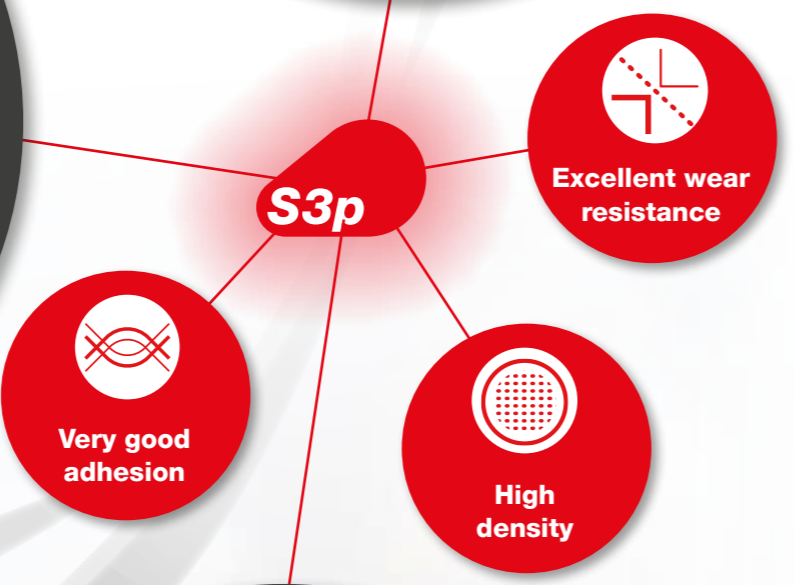 S3p
Excellent wear
resistance
Very good
adhesion
High
density